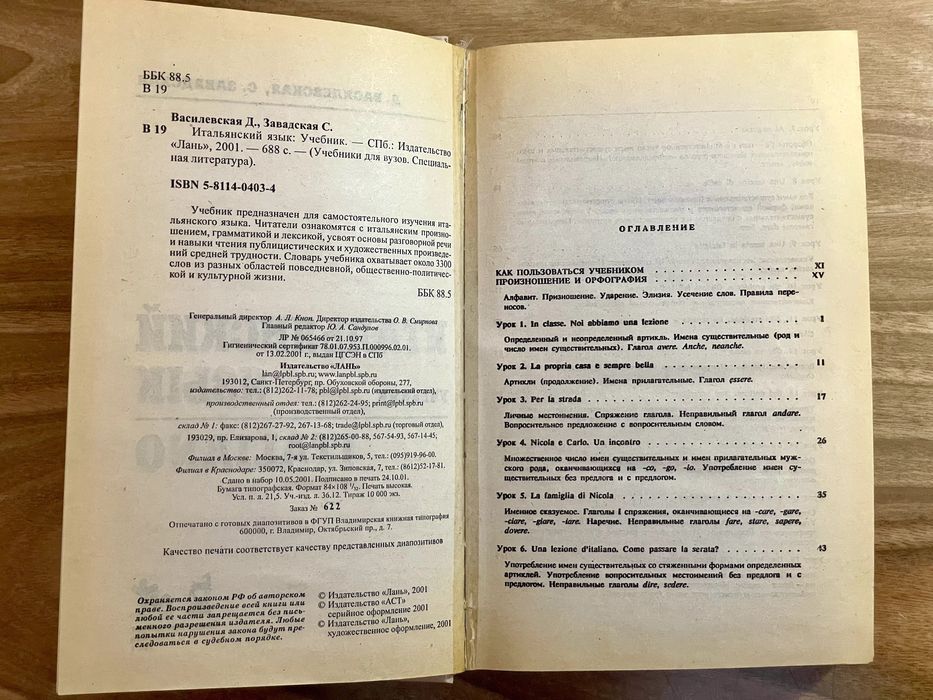 ББК 88.5
В 19
Василевская Д., Завадская С.
В 19 Итальянский язык: Учебник. — СПб.: Издательство
«Лань», 2001. — 688 с. — (Учебники для вузов. Специаль-
ная литература).
ISBN 5-8114-0403-4
Учебник предназначен для самостоятельного изучения ита-
льянского языка. Читатели ознакомятся с итальянским произно-
шением, грамматикой и лексикой, усвоят основы разговорной речи
и навыки чтения публицистических и художественных произведе-
ний средней трудности. Словарь учебника охватывает около 3300
слов из разных областей повседневной, общественно-политичес-
кой и культурной жизни.
ББК 88.5
Генеральный директор А. Л. Кноп. Директор издательства О. В. Смирнова
Главный редактор Ю. А. Сандулов
ЛР № 065466 от 21.10.97
Гигиенический сертификат 78.01.07.953.П.000996.02.01.
от 13.02.2001 г., выдан ЦГСЭН в СПб
Издательство «ЛАНЬ»
lan@lpbl.spb.ru; www.lanpbl.spb.ru
193012, Санкт-Петербург, пр. Обуховской обороны, 277,
издательство: тел.: (812)262-11-78; pbl@lpbl.spb.ru (издательский отдел),
производственный отдел: тел.: (812)262-24-95; print@lpbl.spb.ru
(производственный отдел),
склад № 1: факс: (812)267-27-92, 267-13-68; trade@lpbl.spb.ru (торговый отдел),
193029, пр. Елизарова, 1, склад № 2: (812)265-00-88, 567-54-93, 567-14-45;
root@lanpbl.spb.ru
Филиал в Москве: Москва, 7-я ул. Текстильщиков, 5, тел.: (095)919-96-00.
Филиал в Краснодаре: 350072, Краснодар, ул. Зиповская, 7, тел.: (8612)52-17-81.
Сдано в набор 10.05.2001. Подписано в печать 24.10.01.
Бумага типографская. Формат 84×108 1/32. Печать высокая.
Усл. п. л. 21,5. Уч.-изд. л. 36,12. Тираж 10 000 экз.
Заказ № 622
Отпечатано с готовых диапозитивов в ФГУП Владимирская книжная типография
600000, г. Владимир, Октябрьский пр., д. 7.
Качество печати соответствует качеству представленных диапозитивов
Охраняется законом РФ об авторском
праве. Воспроизведение всей книги или
любой ее части запрещается без пись-
менного разрешения издателя. Любые
попытки нарушения закона будут пре-
следоваться в судебном порядке.
© Издательство «Лань», 2001
© Издательство «АСТ»
серийное оформление 2001
© Издательство «Лань»,
художественное оформление, 2001
ОГЛАВЛЕНИЕ
КАК ПОЛЬЗОВАТЬСЯ УЧЕБНИКОМ . . . . . . . . . . . . . . XI
ПРОИЗНОШЕНИЕ И ОРФОГРАФИЯ . . . . . . . . . . . . . . XV
Алфавит. Призношение. Ударение. Элизия. Усечение слов. Правила пере-
носов.
Урок 1. In classe. Noi abbiamo una lezione . . . . . . . . . . . . 1
Определенный и неопределенный артикль. Имена существительные (род и
число имен существительных). Глагол avere. Anche, neanche.
Урок 2. La propria casa e sempre bella . . . . . . . . . . . . 11
Артикли (продолжение). Имена прилагательные. Глагол essere.
Урок 3. Per la strada . . . . . . . . . . . . 17
Личные местоимения. Спряжение глагола. Неправильный глагол andare.
Вопросительное предложение с вопросительным словом.
Урок 4. Nicola e Carlo. Un incontro . . . . . . . . . . . . 26
Множественное число имен существительных и имен прилагательных муж-
ского рода, оканчивающихся на -co, -go, -io. Употребление имен су-
ществительных без предлога и с предлогом.
Урок 5. La famiglia di Nicola . . . . . . . . . . . . 35
Именное сказуемое. Глаголы I спряжения, оканчивающиеся на -care, -gare,
-ciare, -giare, -iare. Наречие. Неправильные глаголы fare, stare, sapere,
dovere.
Урок 6. Una lezione d'italiano. Come passare la serata? . . . . . . . . 43
Употребление имен существительных со стяженными формами определенных
артиклей. Употребление вопросительных местоимений без предлога и с
предлогом. Неправильные глаголы dire, sedere.